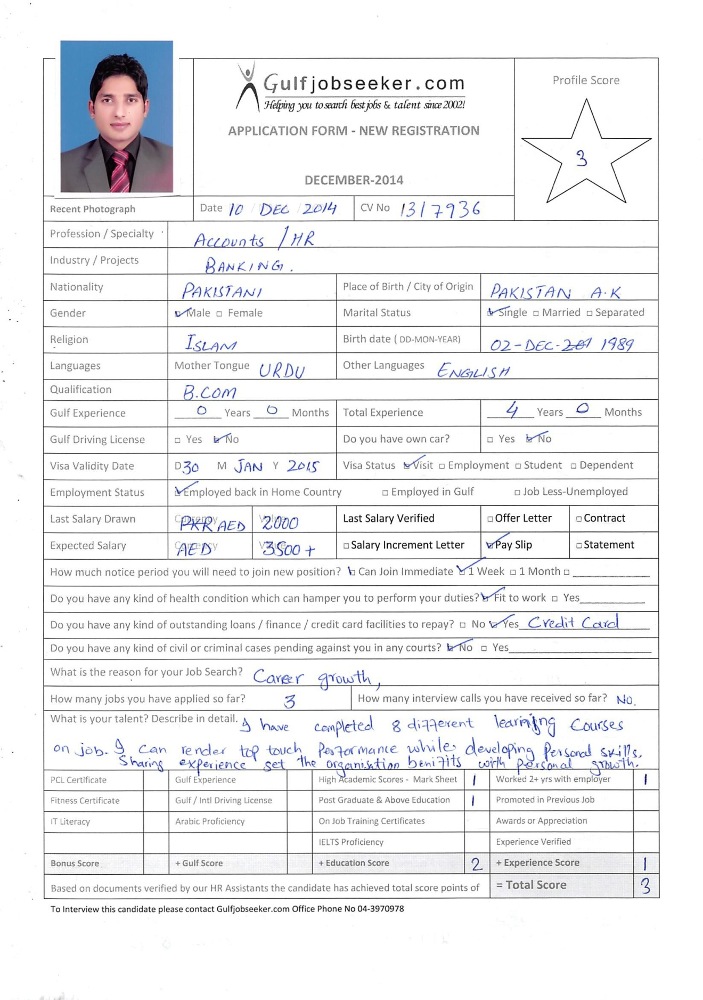 Gulfjobseeker.com
Helping you to search best jobs & talent since 2002!
APPLICATION FORM - NEW REGISTRATION
DECEMBER-2014
Profile Score
3
Recent Photograph
Date 10 DEC 2014 CV No 1317936
Profession / Specialty Accounts / HR
Industry / Projects BANKING.
Nationality PAKISTANI Place of Birth / City of Origin PAKISTAN A.K
Gender Male Female Marital Status Single Married Separated
Religion ISLAM Birth date ( DD-MON-YEAR) 02-DEC- 1989
Languages Mother Tongue URDU Other Languages ENGLISH
Qualification B.COM
Gulf Experience 0 Years 0 Months Total Experience 4 Years 0 Months
Gulf Driving License Yes No Do you have own car? Yes No
Visa Validity Date D 30 M JAN Y 2015 Visa Status Visit Employment Student Dependent
Employment Status Employed back in Home Country Employed in Gulf Job Less-Unemployed
Last Salary Drawn Currency PKR AED Value 2000 Last Salary Verified Offer Letter Contract
Expected Salary Currency AED Value 3500 + Salary Increment Letter Pay Slip Statement
How much notice period you will need to join new position? Can Join Immediate 1 Week 1 Month
Do you have any kind of health condition which can hamper you to perform your duties? Fit to work Yes
Do you have any kind of outstanding loans / finance / credit card facilities to repay? No Yes Credit Card
Do you have any kind of civil or criminal cases pending against you in any courts? No Yes
What is the reason for your Job Search? Career growth,
How many jobs you have applied so far? 3 How many interview calls you have received so far? No.
What is your talent? Describe in detail. I have completed 8 different learning Courses
on job. I can render top touch Performance while developing Personal skills,
Sharing experience set the organisation benifits with personal growth.
PCL Certificate Gulf Experience High Academic Scores - Mark Sheet 1 Worked 2+ yrs with employer 1
Fitness Certificate Gulf / Intl Driving License Post Graduate & Above Education 1 Promoted in Previous Job
IT Literacy Arabic Proficiency On Job Training Certificates Awards or Appreciation
IELTS Proficiency Experience Verified
Bonus Score + Gulf Score + Education Score 2 + Experience Score 1
Based on documents verified by our HR Assistants the candidate has achieved total score points of = Total Score 3
To Interview this candidate please contact Gulfjobseeker.com Office Phone No 04-3970978